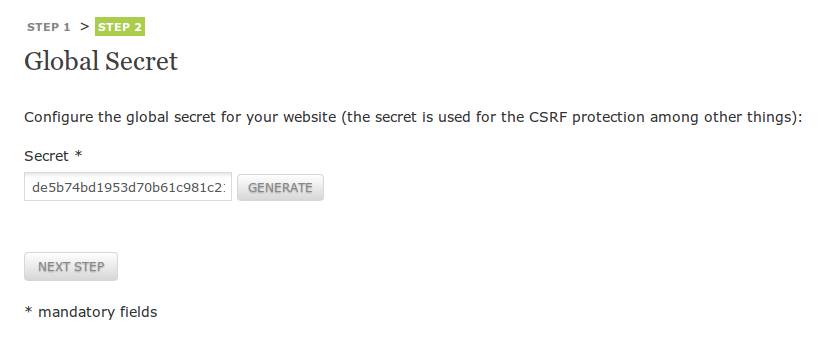 STEP 1 > STEP 2
Global Secret
Configure the global secret for your website (the secret is used for the CSRF protection among other things):
Secret *
de5b74bd1953d70b61c981c2 GENERATE
NEXT STEP
* mandatory fields